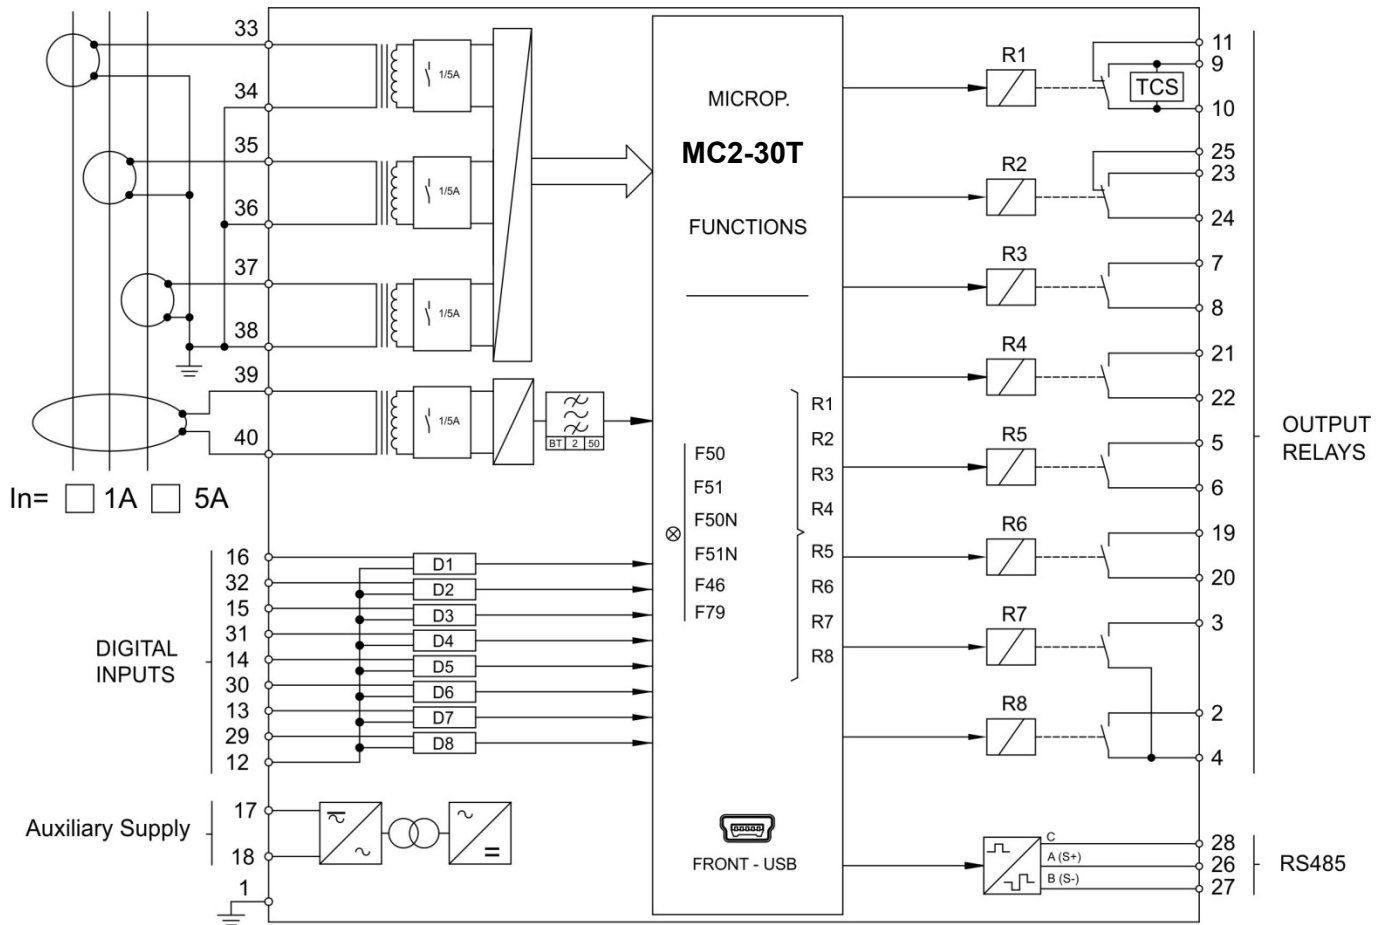 33
34
35
36
37
38
39
40
1/5A
1/5A
1/5A
1/5A
BT 2 50
In= 1A 5A
MICROP.
MC2-30T
FUNCTIONS
F50
F51
F50N
F51N
F46
F79
R1
R2
R3
R4
R5
R6
R7
R8
FRONT - USB
DIGITAL
INPUTS
16
32
15
31
14
30
13
29
12
D1
D2
D3
D4
D5
D6
D7
D8
Auxiliary Supply
17
18
1
R1
R2
R3
R4
R5
R6
R7
R8
TCS
11
9
10
25
23
24
7
8
21
22
5
6
19
20
3
2
4
OUTPUT
RELAYS
C
A (S+)
B (S-)
28
26
27
RS485